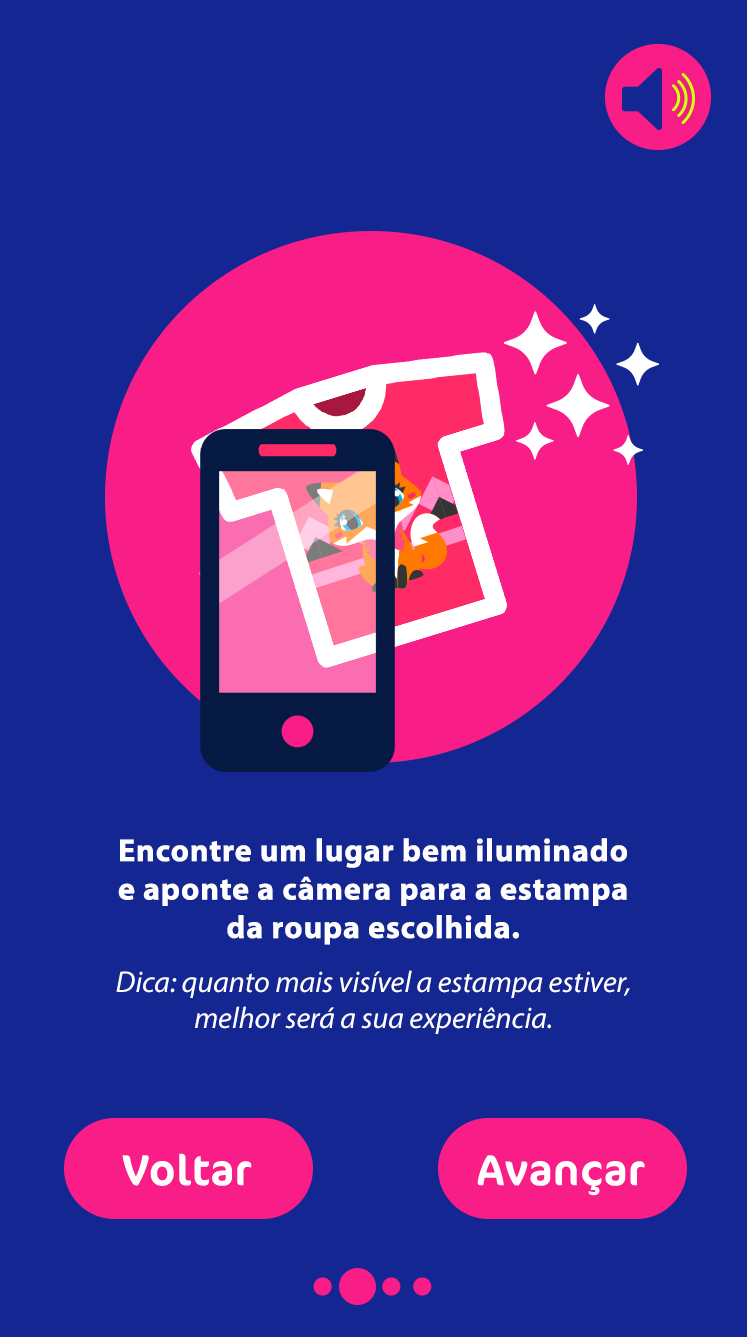 Encontre um lugar bem iluminado
e aponte a câmera para a estampa
da roupa escolhida.
Dica: quanto mais visível a estampa estiver,
melhor será a sua experiência.
Voltar
Avançar